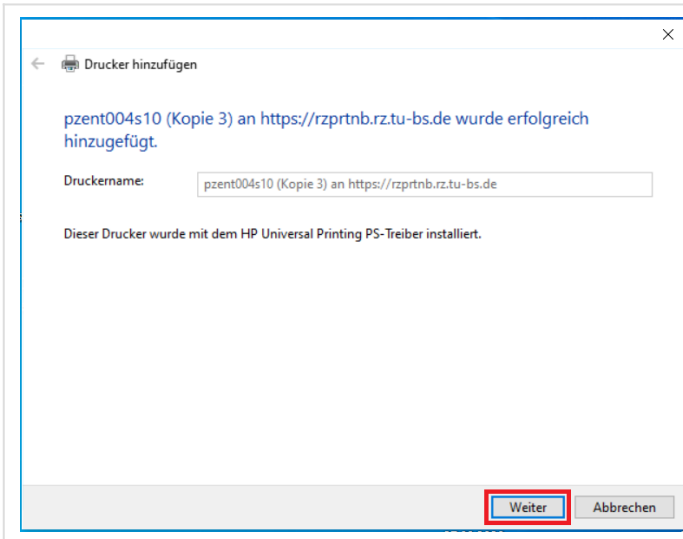 Drucker hinzufügen
pzent004s10 (Kopie 3) an https://rzprtnb.rz.tu-bs.de wurde erfolgreich
hinzugefügt.
Druckername: pzent004s10 (Kopie 3) an https://rzprtnb.rz.tu-bs.de
Dieser Drucker wurde mit dem HP Universal Printing PS-Treiber installiert.
Weiter Abbrechen